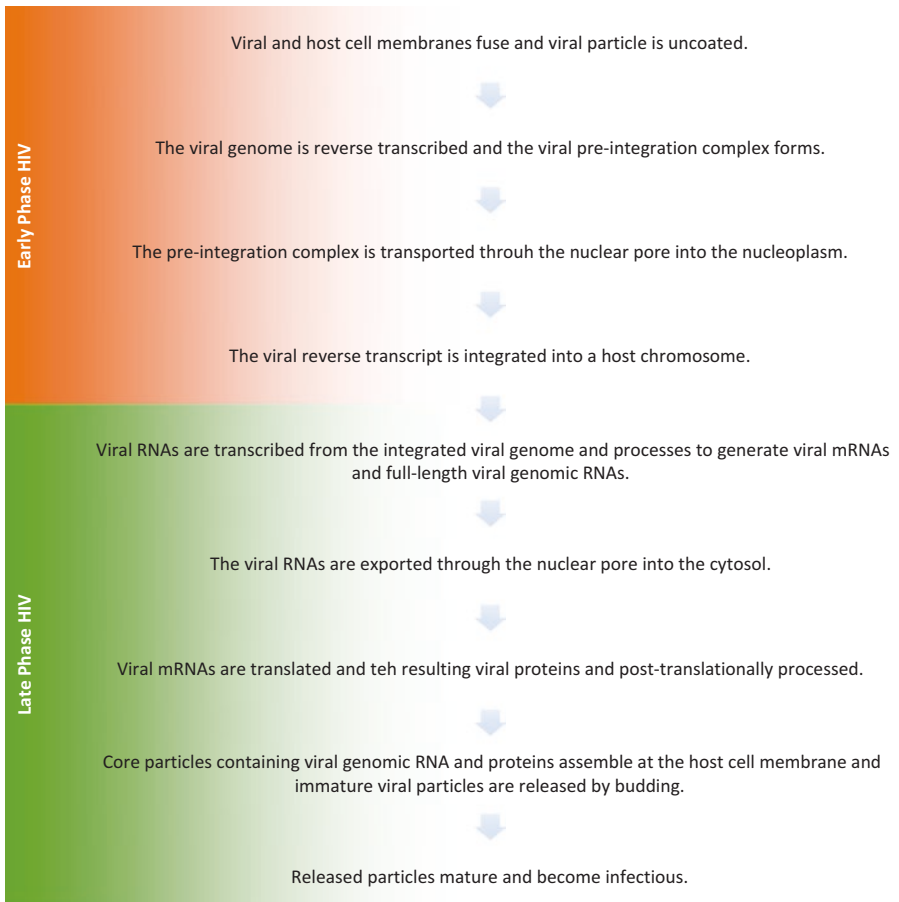 Early Phase HIV
Viral and host cell membranes fuse and viral particle is uncoated.
The viral genome is reverse transcribed and the viral pre-integration complex forms.
The pre-integration complex is transported throuh the nuclear pore into the nucleoplasm.
The viral reverse transcript is integrated into a host chromosome.
Late Phase HIV
Viral RNAs are transcribed from the integrated viral genome and processes to generate viral mRNAs
and full-length viral genomic RNAs.
The viral RNAs are exported through the nuclear pore into the cytosol.
Viral mRNAs are translated and teh resulting viral proteins and post-translationally processed.
Core particles containing viral genomic RNA and proteins assemble at the host cell membrane and
immature viral particles are released by budding.
Released particles mature and become infectious.